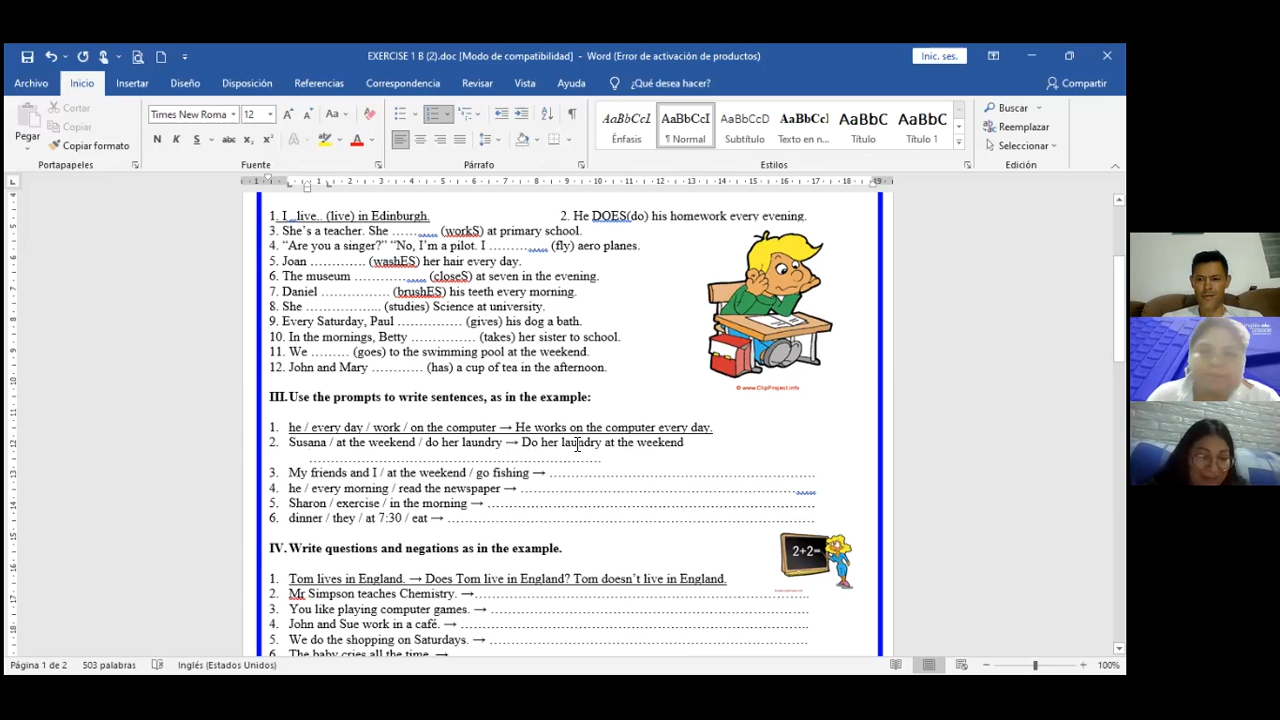 EXERCISE 1 B (2).doc [Modo de compatibilidad] - Word (Error de activación de productos)
Inic. ses.
Archivo Inicio Insertar Diseño Disposición Referencias Correspondencia Revisar Vista Ayuda ¿Qué desea hacer? Compartir
Pegar
Cortar
Copiar
Copiar formato
Portapapeles
Times New Roma 12 Aa
N K S abc x₂ x² A A
Fuente
Párrafo
AaBbCcI AaBbCcI AaBbCcD AaBbCcI AaBbC AaBbC
Énfasis ¶ Normal Subtítulo Texto en n... Título Título 1
Estilos
Buscar
Reemplazar
Seleccionar
Edición
1. I ..live.. (live) in Edinburgh. 2. He DOES(do) his homework every evening.
3. She's a teacher. She ……..... (workS) at primary school.
4. “Are you a singer?” “No, I'm a pilot. I ………..... (fly) aero planes.
5. Joan ………… (washES) her hair every day.
6. The museum …………..... (closeS) at seven in the evening.
7. Daniel …………… (brushES) his teeth every morning.
8. She …………….. (studies) Science at university.
9. Every Saturday, Paul …………… (gives) his dog a bath.
10. In the mornings, Betty …………… (takes) her sister to school.
11. We ……… (goes) to the swimming pool at the weekend.
12. John and Mary ………… (has) a cup of tea in the afternoon.
III. Use the prompts to write sentences, as in the example:
1. he / every day / work / on the computer → He works on the computer every day.
2. Susana / at the weekend / do her laundry → Do her laundry at the weekend
……………………………………………………
3. My friends and I / at the weekend / go fishing → ……………………………………
4. he / every morning / read the newspaper → ……………………………………
5. Sharon / exercise / in the morning → ……………………………………
6. dinner / they / at 7:30 / eat → ……………………………………
2+2=
© www.ClipProject.info
IV. Write questions and negations as in the example.
1. Tom lives in England. → Does Tom live in England? Tom doesn't live in England.
2. Mr Simpson teaches Chemistry. → ……………………………………
3. You like playing computer games. → ……………………………………
4. John and Sue work in a café. → ……………………………………
5. We do the shopping on Saturdays. → ……………………………………
6. The baby cries all the time. →
Página 1 de 2 503 palabras Inglés (Estados Unidos) 100%